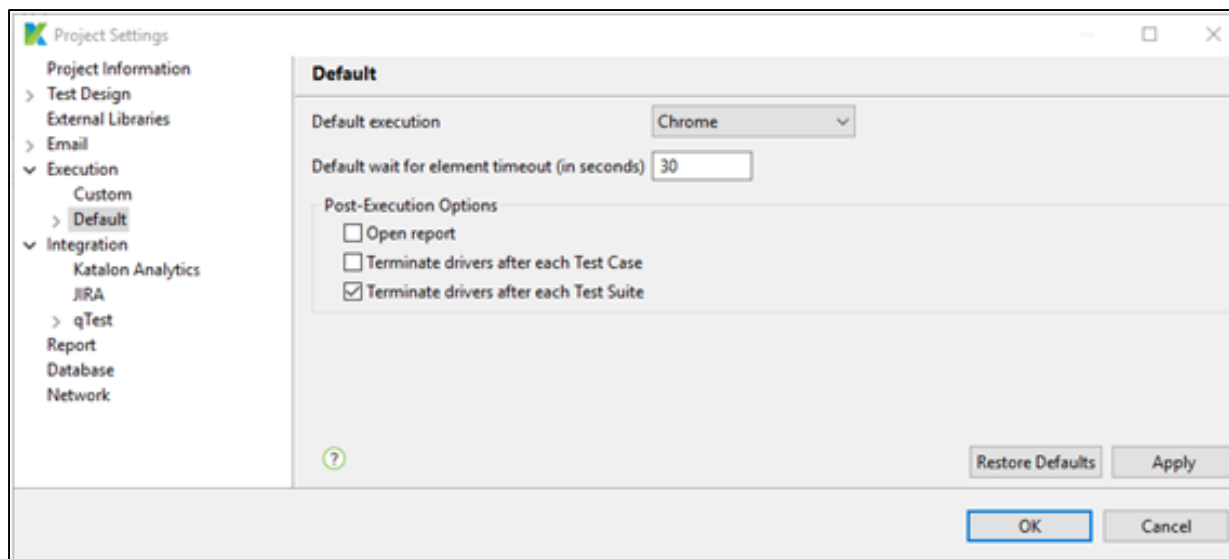 Project Settings
Project Information
Test Design
External Libraries
Email
Execution
Custom
Default
Integration
Katalon Analytics
JIRA
qTest
Report
Database
Network
Default
Default execution Chrome
Default wait for element timeout (in seconds) 30
Post-Execution Options
Open report
Terminate drivers after each Test Case
Terminate drivers after each Test Suite
?
Restore Defaults Apply
OK Cancel